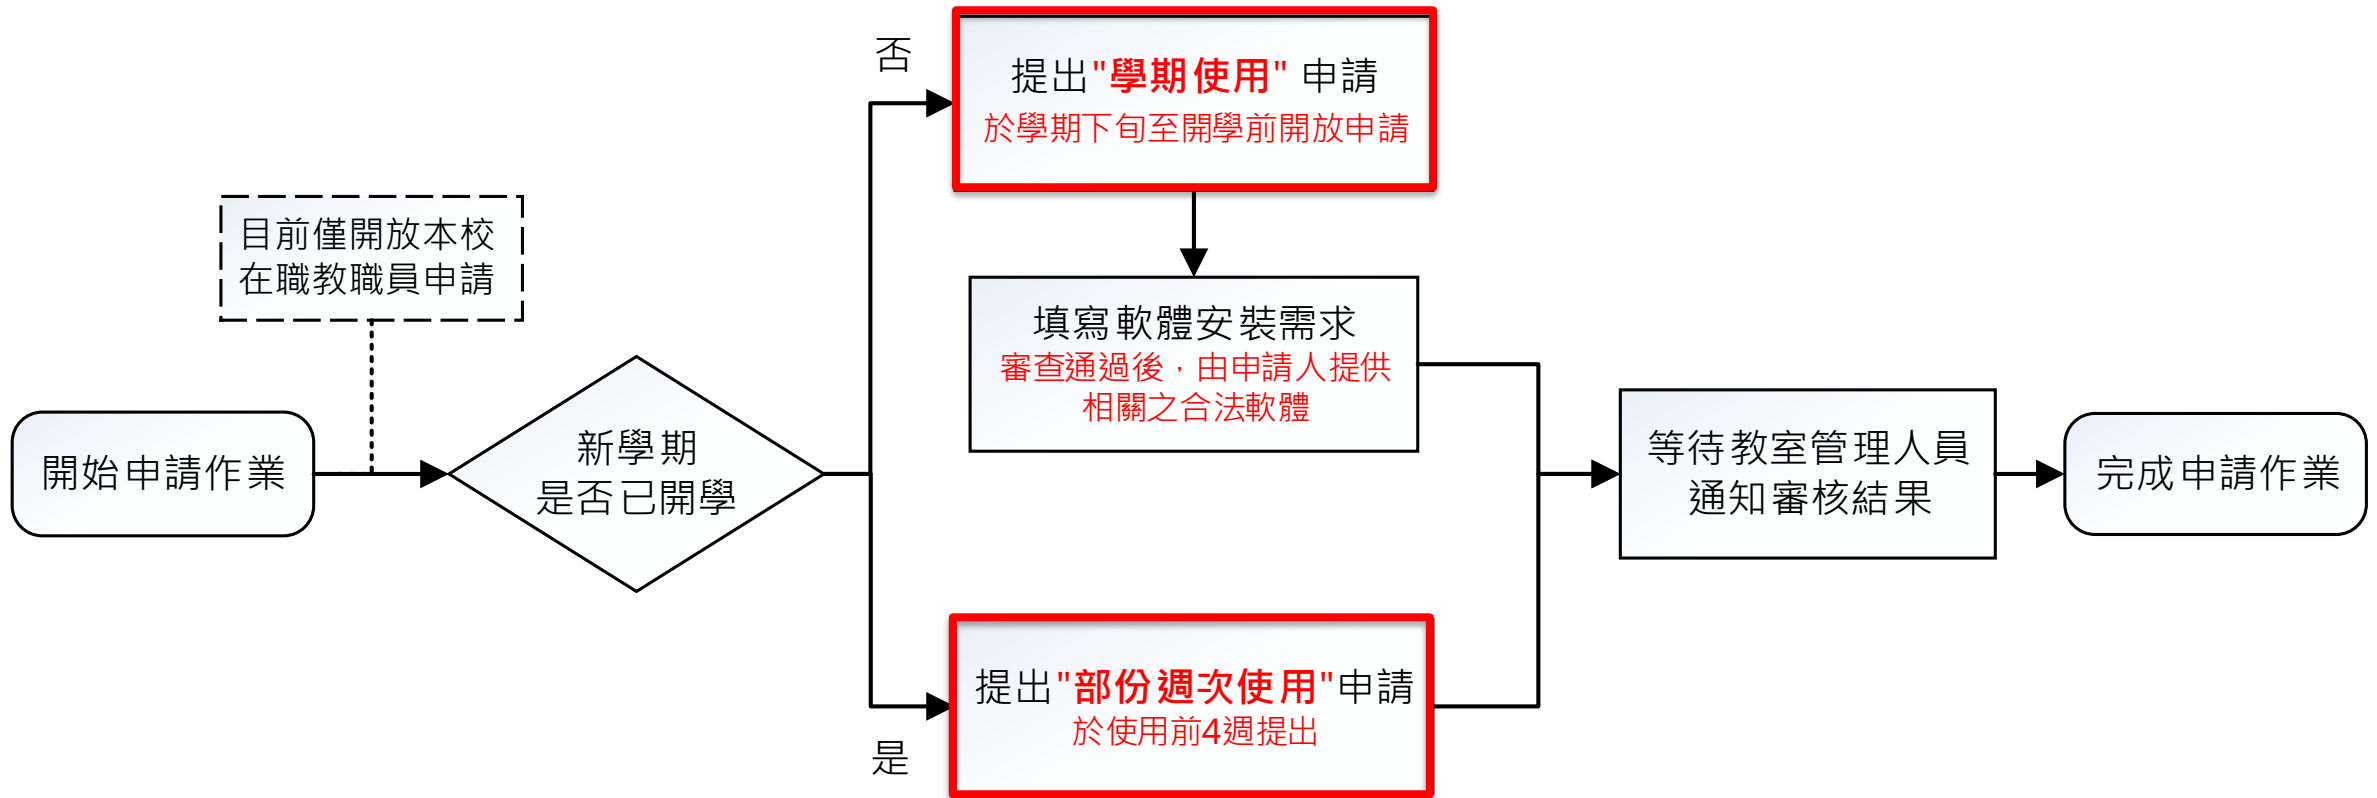 目前僅開放本校
在職教職員申請
開始申請作業
新學期
是否已開學
否
提出"學期使用" 申請
於學期下旬至開學前開放申請
填寫軟體安裝需求
審查通過後，由申請人提供
相關之合法軟體
是
提出"部份週次使用"申請
於使用前4週提出
等待教室管理人員
通知審核結果
完成申請作業